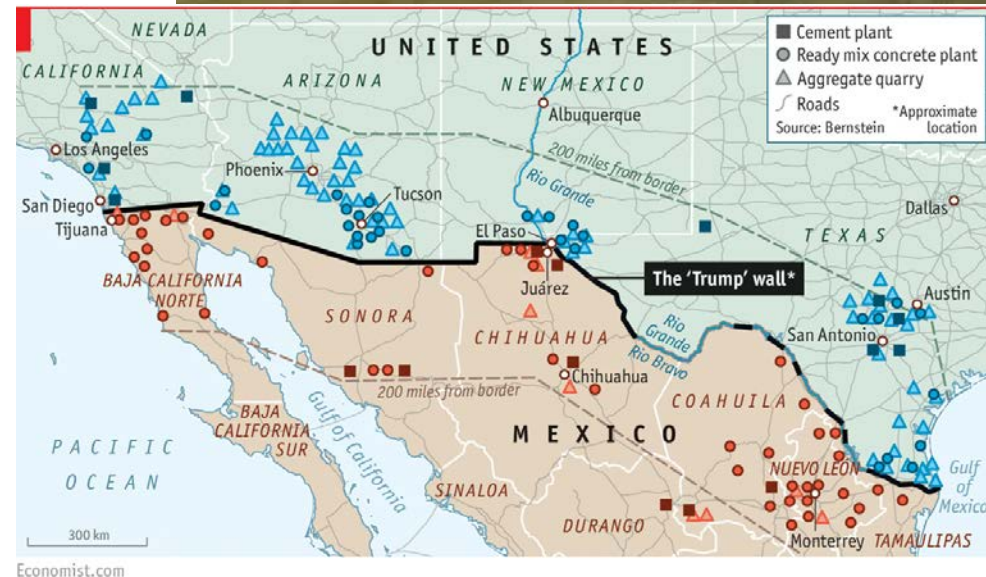 NEVADA
UNITED STATES
CALIFORNIA
ARIZONA
NEW MEXICO
Cement plant
Ready mix concrete plant
Aggregate quarry
Roads
*Approximate
location
Source: Bernstein
Albuquerque
200 miles from border
Los Angeles
Phoenix
Rio Grande
Tucson
San Diego
Tijuana
El Paso
Dallas
TEXAS
Juárez
The ‘Trump’ wall*
BAJA CALIFORNIA
NORTE
SONORA
CHIHUAHUA
Rio
Grande
Rio Bravo
Austin
San Antonio
Chihuahua
200 miles from border
COAHUILA
BAJA
CALIFORNIA
SUR
Gulf of California
MEXICO
PACIFIC
OCEAN
SINALOA
NUEVO LEÓN
Gulf
of
Mexico
DURANGO
Monterrey
TAMAULIPAS
300 km
Economist.com